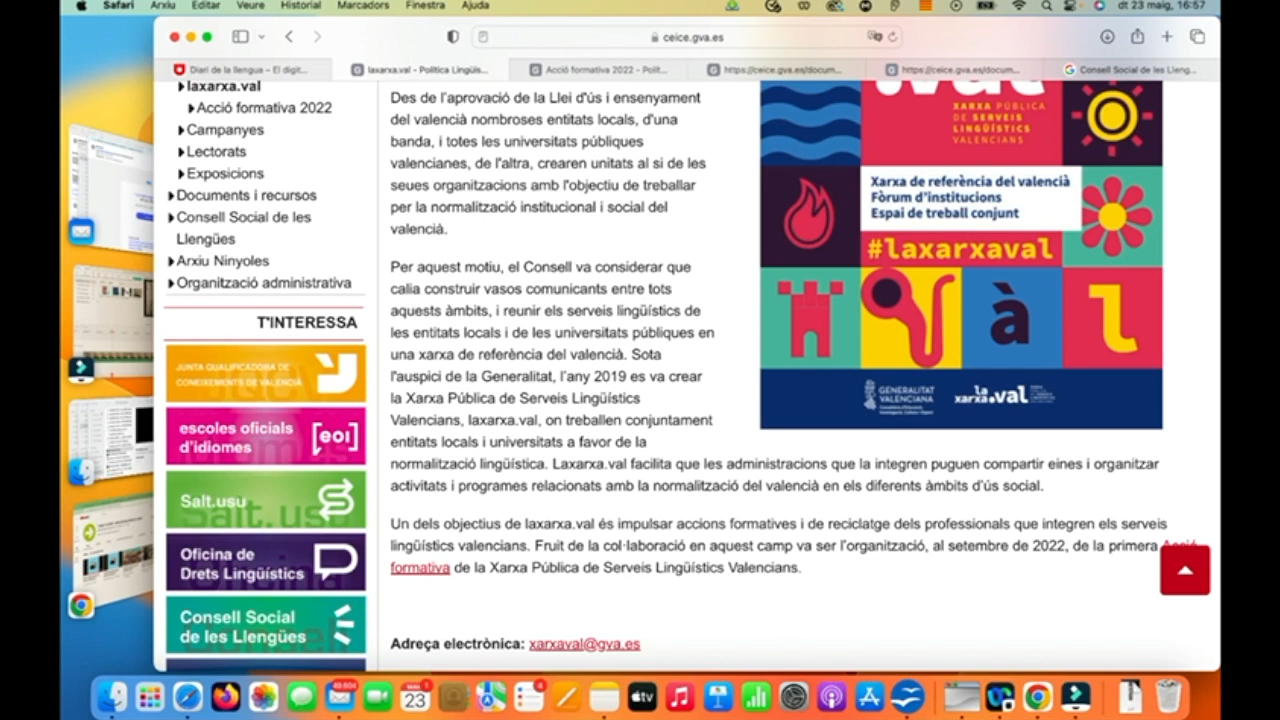 Safari Arxiu Editar Veure Historial Marcadors Finestra Ajuda
dt 23 maig, 16:57
ceice.gva.es
Diari de la llengua – El digit...
laxarxa.val - Política Lingüís...
Acció formativa 2022 - Polít...
https://ceice.gva.es/docum...
https://ceice.gva.es/docum...
Consell Social de les Lleng...
laxarxa.val
Acció formativa 2022
Campanyes
Lectorats
Exposicions
Documents i recursos
Consell Social de les
Llengües
Arxiu Ninyoles
Organització administrativa
T'INTERESSA
JUNTA QUALIFICADORA DE
CONEIXEMENTS DE VALENCIÀ
escoles oficials
d'idiomes
[eoi]
Salt.usu
Oficina de
Drets Lingüístics
Consell Social
de les Llengües
Des de l'aprovació de la Llei d'ús i ensenyament
del valencià nombroses entitats locals, d'una
banda, i totes les universitats públiques
valencianes, de l'altra, crearen unitats al si de les
seues organitzacions amb l'objectiu de treballar
per la normalització institucional i social del
valencià.
Per aquest motiu, el Consell va considerar que
calia construir vasos comunicants entre tots
aquests àmbits, i reunir els serveis lingüístics de
les entitats locals i de les universitats públiques en
una xarxa de referència del valencià. Sota
l'auspici de la Generalitat, l'any 2019 es va crear
la Xarxa Pública de Serveis Lingüístics
Valencians, laxarxa.val, on treballen conjuntament
entitats locals i universitats a favor de la
normalització lingüística. Laxarxa.val facilita que les administracions que la integren puguen compartir eines i organitzar
activitats i programes relacionats amb la normalització del valencià en els diferents àmbits d'ús social.
Un dels objectius de laxarxa.val és impulsar accions formatives i de reciclatge dels professionals que integren els serveis
lingüístics valencians. Fruit de la col·laboració en aquest camp va ser l'organització, al setembre de 2022, de la primera Acció
formativa de la Xarxa Pública de Serveis Lingüístics Valencians.
Adreça electrònica: xarxaval@gva.es
.val
XARXA PÚBLICA
DE SERVEIS
LINGÜÍSTICS
VALENCIANS
Xarxa de referència del valencià
Fòrum d'institucions
Espai de treball conjunt
#laxarxaval
à l
GENERALITAT
VALENCIANA
la
xarxa.val
49.604
MAIG
23
1
4
tv